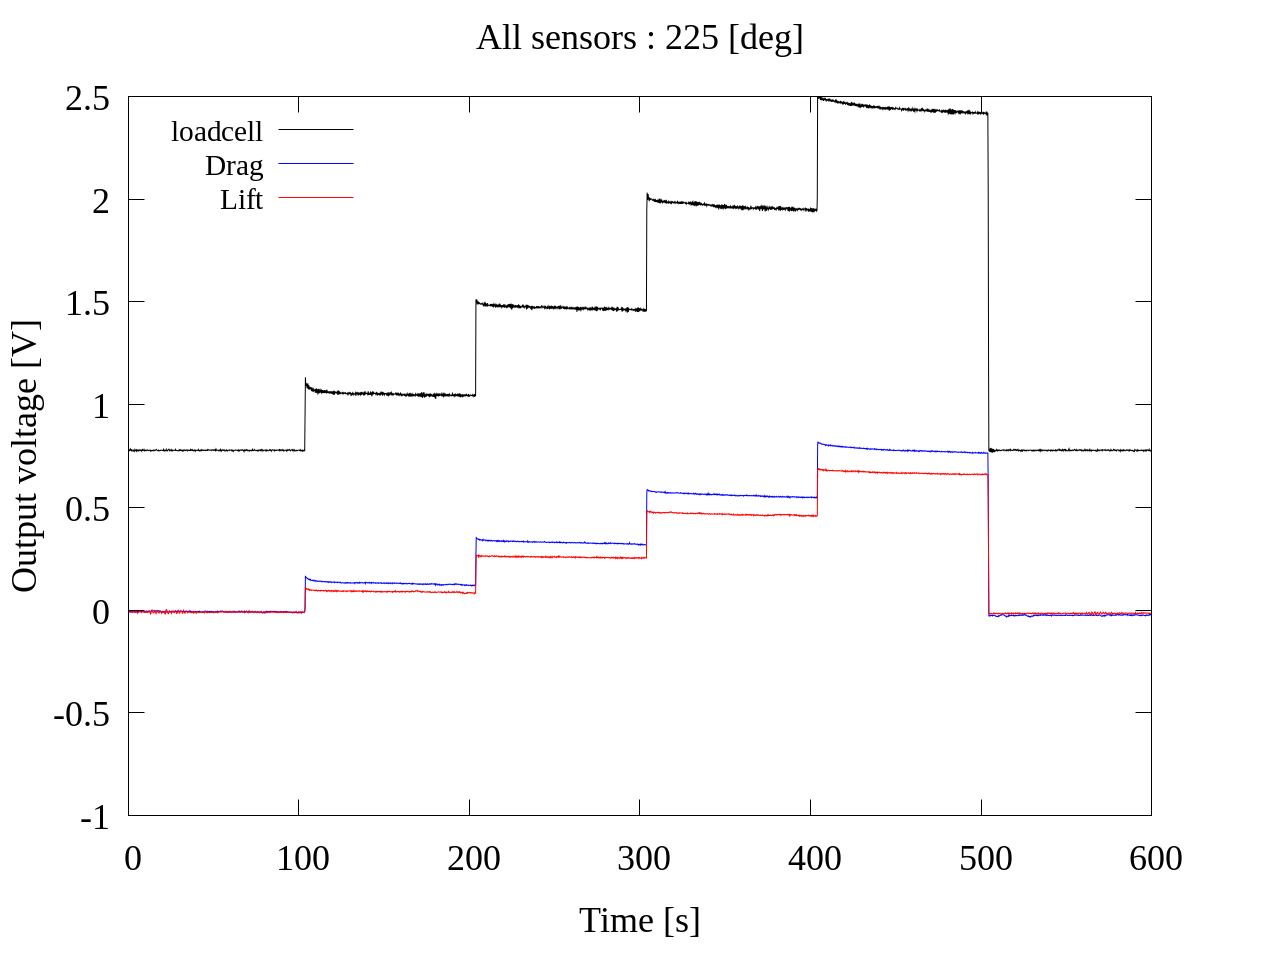 All sensors : 225 [deg]
2.5
2
1.5
1
0.5
0
-0.5
-1
Output voltage [V]
loadcell
Drag
Lift
0 100 200 300 400 500 600
Time [s]